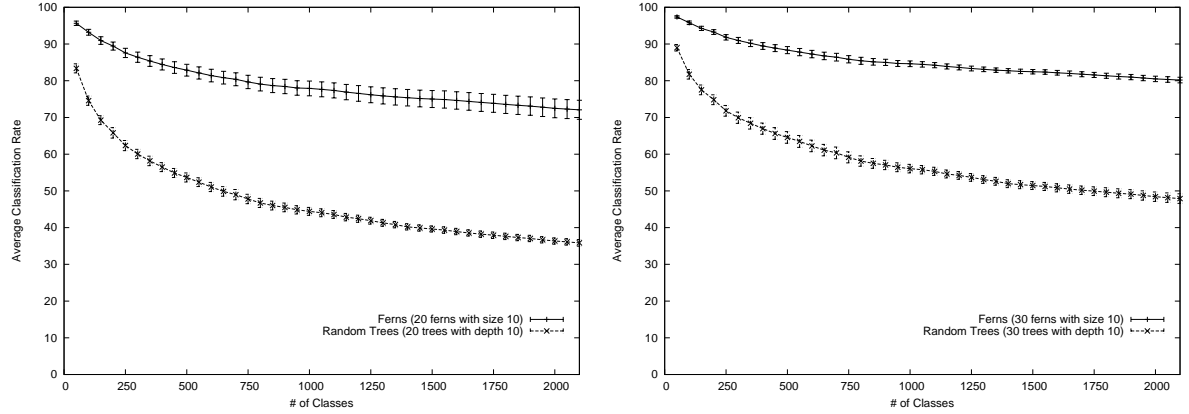 100
90
80
70
60
50
40
30
20
10
0
Average Classification Rate
Ferns (20 ferns with size 10)
Random Trees (20 trees with depth 10)
0 250 500 750 1000 1250 1500 1750 2000
# of Classes
100
90
80
70
60
50
40
30
20
10
0
Average Classification Rate
Ferns (30 ferns with size 10)
Random Trees (30 trees with depth 10)
0 250 500 750 1000 1250 1500 1750 2000
# of Classes